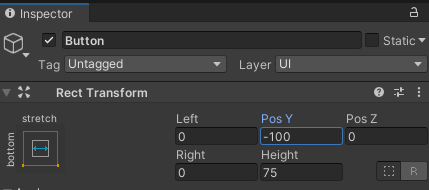 Inspector
Button
Static
Tag Untagged Layer UI
Rect Transform
stretch
bottom
Left Pos Y Pos Z
0 -100 0
Right Height
0 75 R